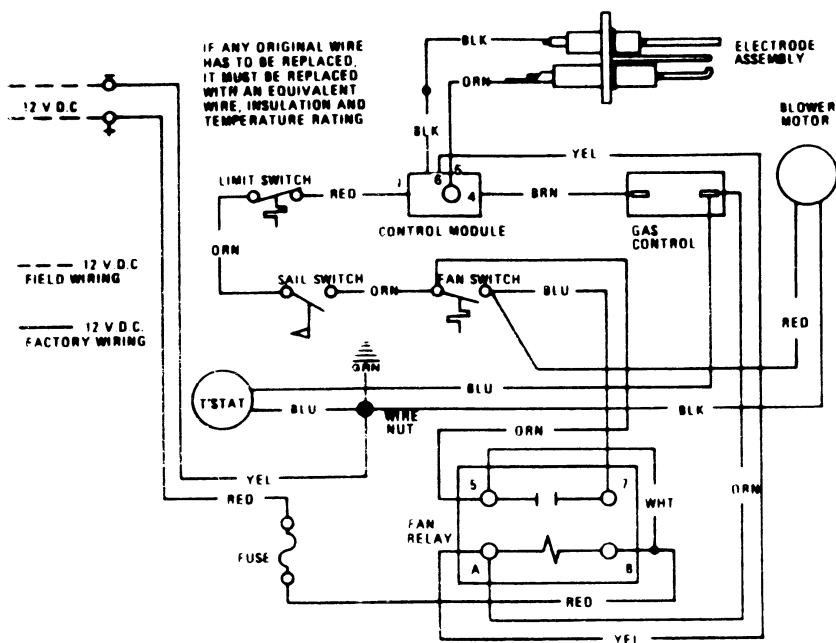 IF ANY ORIGINAL WIRE
HAS TO BE REPLACED,
IT MUST BE REPLACED
WITH AN EQUIVALENT
WIRE, INSULATION AND
TEMPERATURE RATING
BLK
ORN
ELECTRODE
ASSEMBLY
12 V.D.C
BLOWER
MOTOR
BLK
YEL
LIMIT SWITCH
RED
1
6
5
4
BRN
CONTROL MODULE
GAS
CONTROL
ORN
12 V.D.C
FIELD WIRING
SAIL SWITCH
ORN
FAN SWITCH
BLU
RED
12 V.D.C.
FACTORY WIRING
GRN
BLU
T'STAT
BLU
WIRE
NUT
BLK
ORN
YEL
RED
5
7
WHT
ORN
FAN
RELAY
FUSE
A
B
RED
YEL